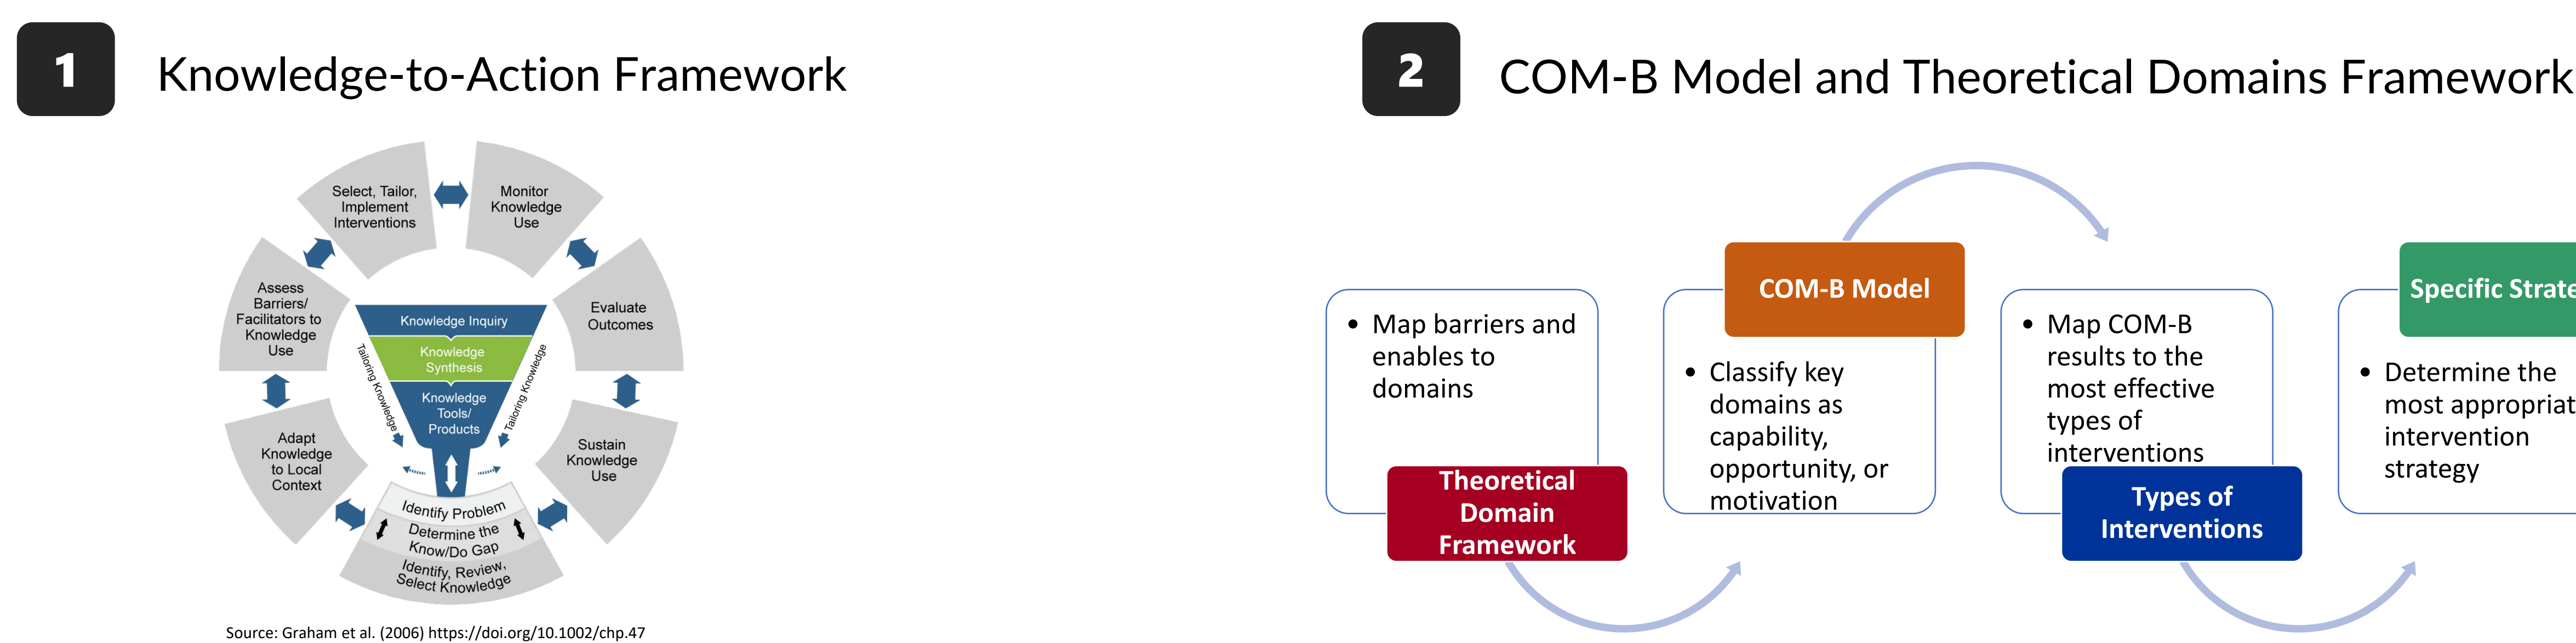 1
Knowledge-to-Action Framework
Select, Tailor,
Implement
Interventions
Monitor
Knowledge
Use
Assess
Barriers/
Facilitators to
Knowledge
Use
Evaluate
Outcomes
Knowledge Inquiry
Knowledge
Synthesis
Knowledge
Tools/
Products
Tailoring Knowledge
Tailoring Knowledge
Adapt
Knowledge
to Local
Context
Sustain
Knowledge
Use
Identify Problem
Determine the
Know/Do Gap
Identify, Review,
Select Knowledge
Source: Graham et al. (2006) https://doi.org/10.1002/chp.47
2
COM-B Model and Theoretical Domains Framework
• Map barriers and
enables to
domains
Theoretical
Domain
Framework
COM-B Model
• Classify key
domains as
capability,
opportunity, or
motivation
• Map COM-B
results to the
most effective
types of
interventions
Types of
Interventions
Specific Strate
• Determine the
most appropriat
intervention
strategy